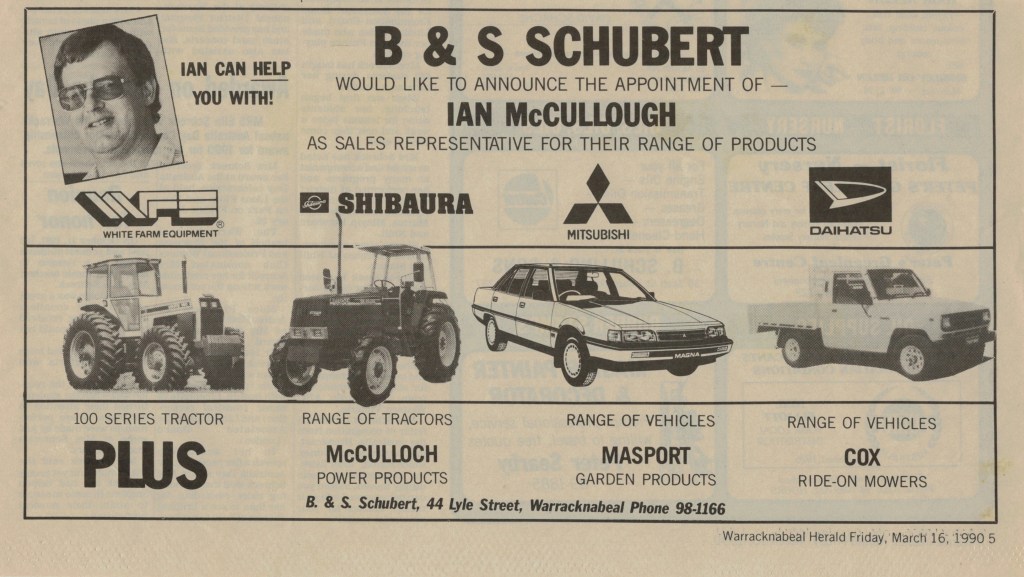 IAN CAN HELP
YOU WITH!
B & S SCHUBERT
WOULD LIKE TO ANNOUNCE THE APPOINTMENT OF —
IAN McCULLOUGH
AS SALES REPRESENTATIVE FOR THEIR RANGE OF PRODUCTS
WFE ®
WHITE FARM EQUIPMENT
SHIBAURA
MITSUBISHI
DAIHATSU
MAGNA
100 SERIES TRACTOR
RANGE OF TRACTORS
RANGE OF VEHICLES
RANGE OF VEHICLES
PLUS
McCULLOCH
POWER PRODUCTS
MASPORT
GARDEN PRODUCTS
COX
RIDE-ON MOWERS
B. & S. Schubert, 44 Lyle Street, Warracknabeal Phone 98-1166
Warracknabeal Herald Friday, March 16, 1990 5